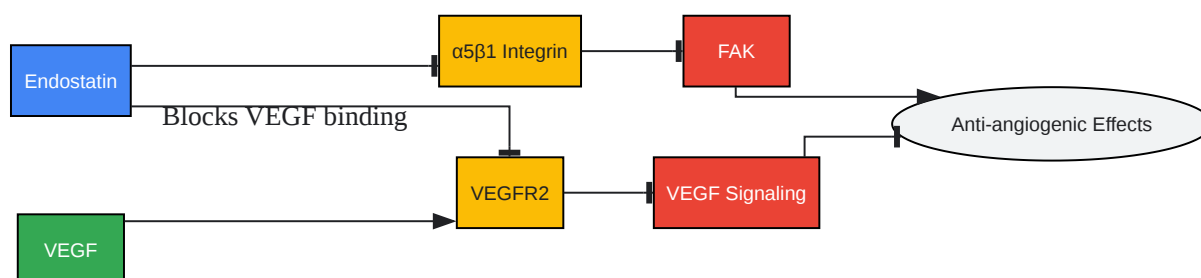 α5β1 Integrin
FAK
Endostatin
Blocks VEGF binding
Anti-angiogenic Effects
VEGFR2
VEGF Signaling
VEGF